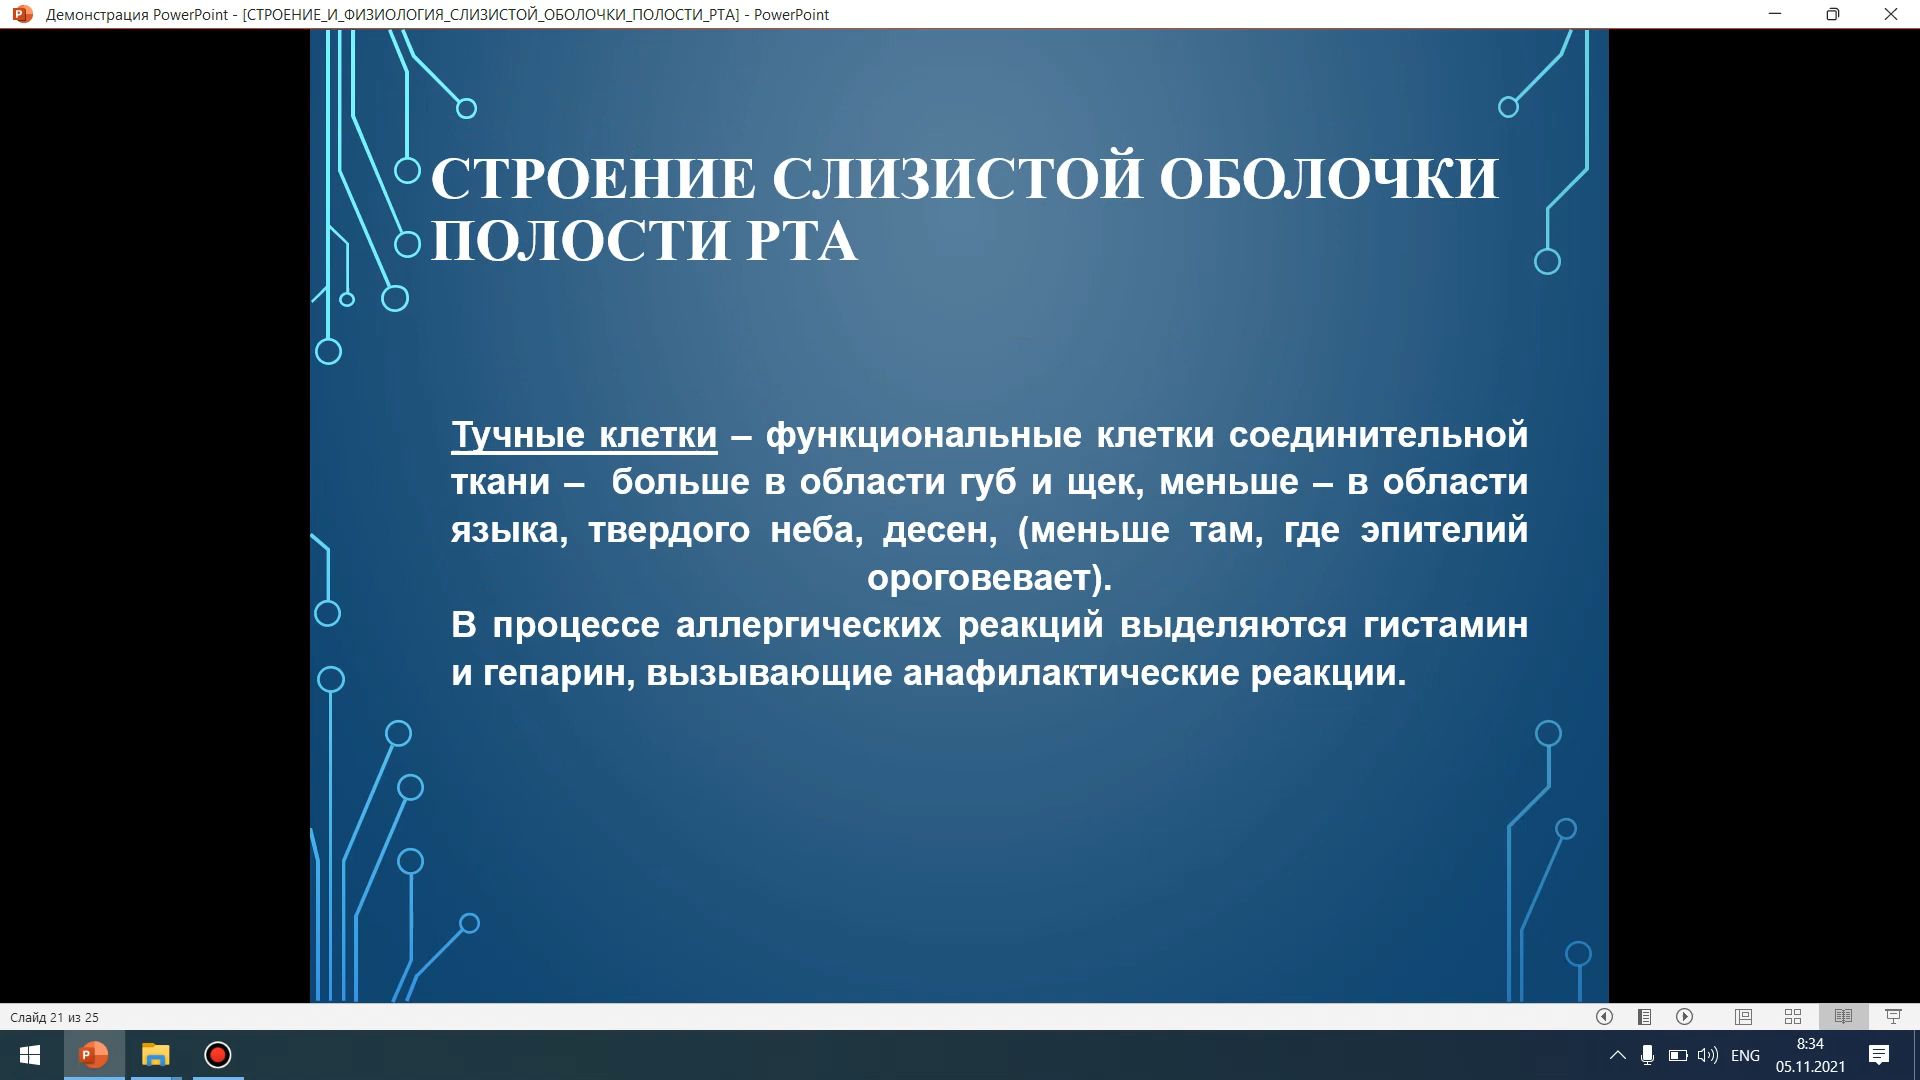 Демонстрация PowerPoint - [СТРОЕНИЕ_И_ФИЗИОЛОГИЯ_СЛИЗИСТОЙ_ОБОЛОЧКИ_ПОЛОСТИ_РТА] - PowerPoint
СТРОЕНИЕ СЛИЗИСТОЙ ОБОЛОЧКИ
ПОЛОСТИ РТА
Тучные клетки – функциональные клетки соединительной
ткани – больше в области губ и щек, меньше – в области
языка, твердого неба, десен, (меньше там, где эпителий
ороговевает).
В процессе аллергических реакций выделяются гистамин
и гепарин, вызывающие анафилактические реакции.
Слайд 21 из 25
ENG
8:34
05.11.2021